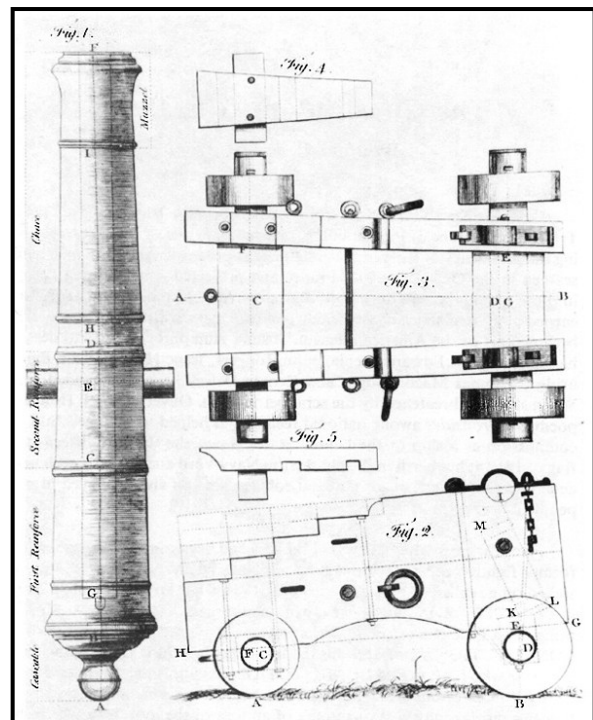 Fig. 1.
F
Muzzel
I
Chace
H
D
E
Second Reinforce
C
First Reinforce
G
B
Cascable
A
Fig. 4
A
C
Fig. 3
E
D G
B
Fig. 5.
Fig. 2
I
M
K
L
E
G
D
F
C
H
A
B